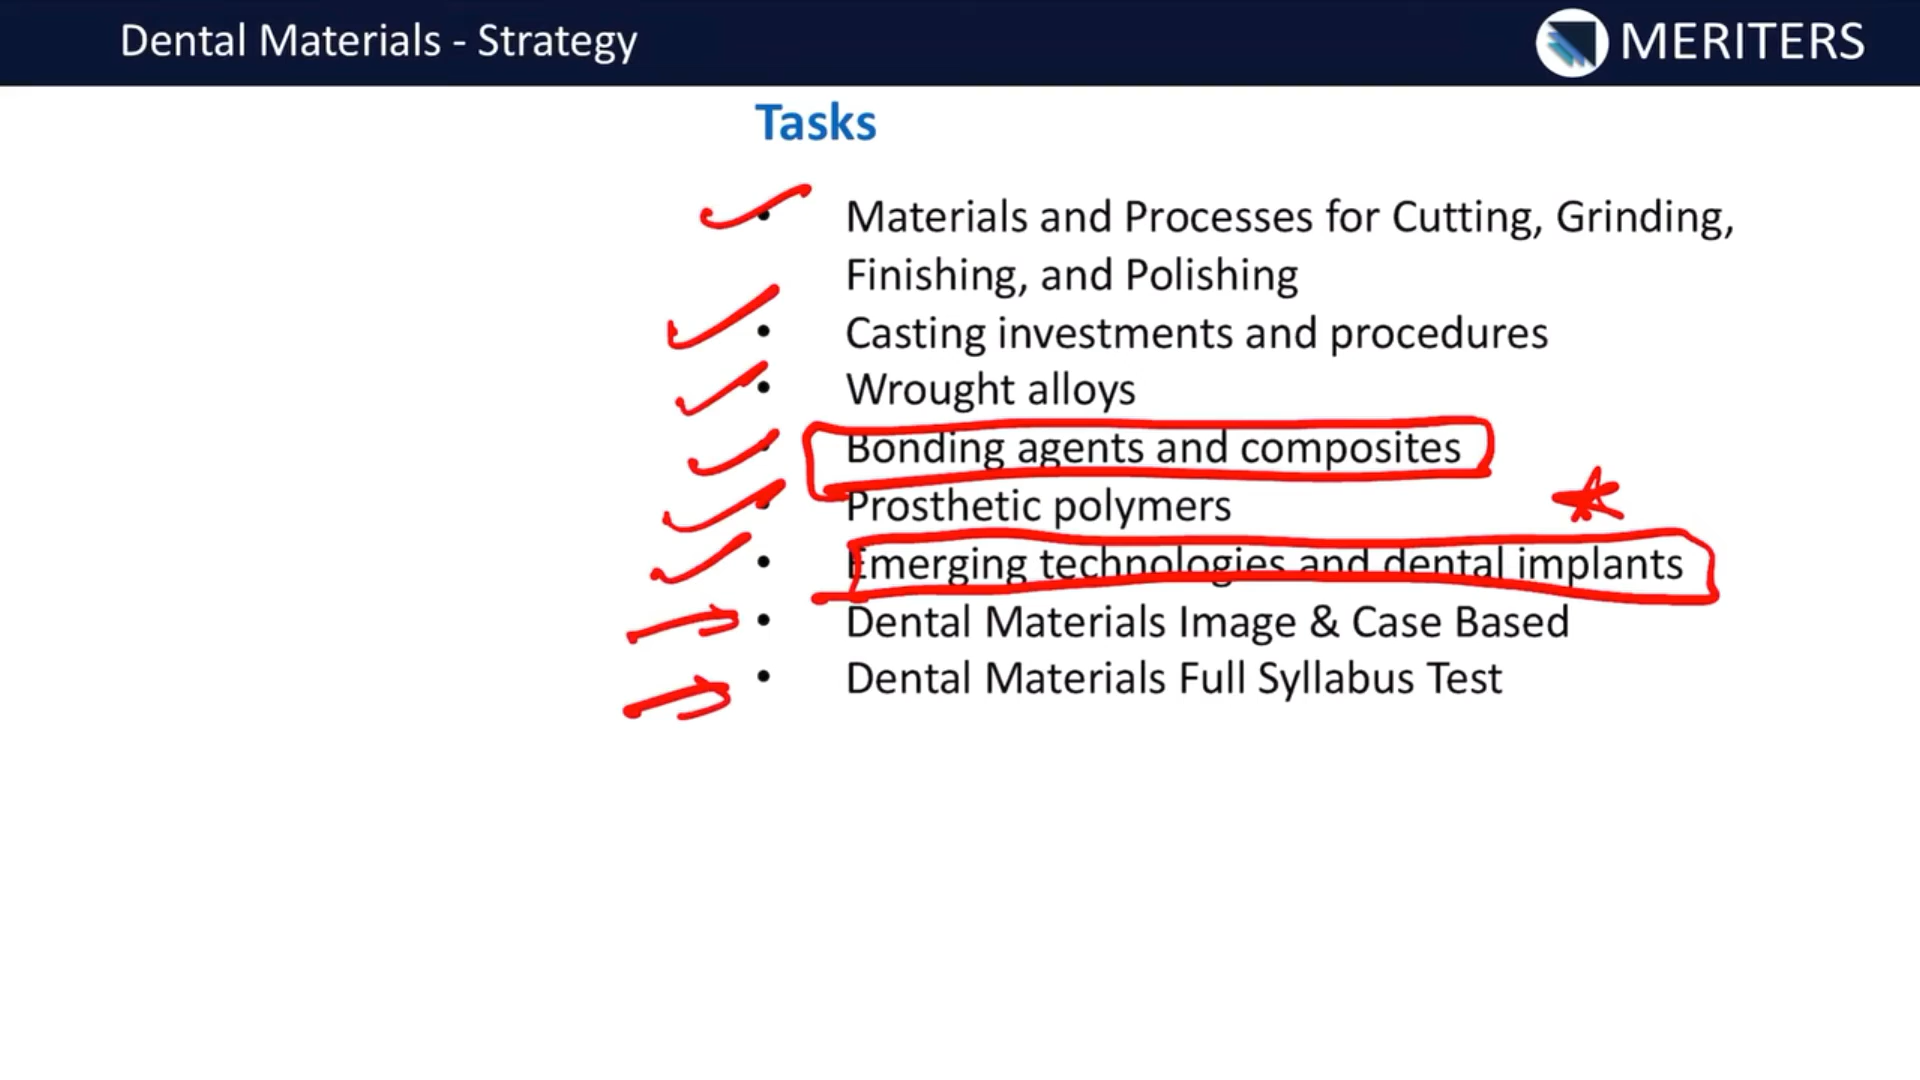 Dental Materials - Strategy
MERITERS
Tasks
• Materials and Processes for Cutting, Grinding,
Finishing, and Polishing
• Casting investments and procedures
• Wrought alloys
• Bonding agents and composites
• Prosthetic polymers
• Emerging technologies and dental implants
• Dental Materials Image & Case Based
• Dental Materials Full Syllabus Test